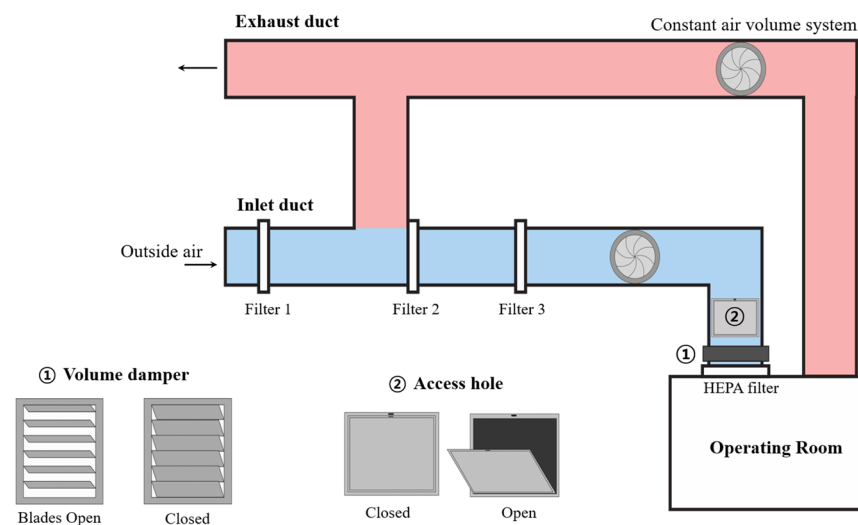 Exhaust duct
Constant air volume system
Inlet duct
Outside air
Filter 1
Filter 2
Filter 3
②
①
HEPA filter
Operating Room
① Volume damper
Blades Open
Closed
② Access hole
Closed
Open